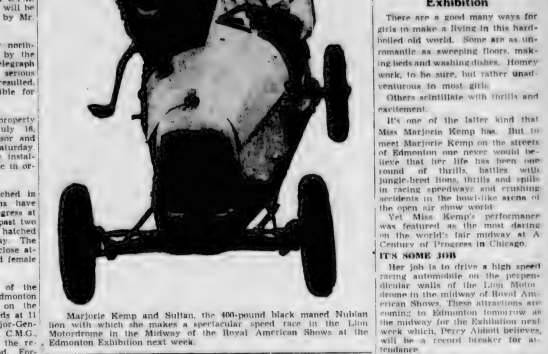 will be
by Mr.
north-
by the
elegraph
serious
resulted.
ible for
property
uly 16,
sor and
aturday.
instal-
e in or-
ched in
ns have
gress at
past two
hatched
ay. The
close at-
d female
of the
dmonton
on the
rds at 11
jor-Gen-
C.M.G.,
the re-
Marjorie Kemp and Sultan, the 400-pound black maned Nubian
lion with which she makes a spectacular speed race in the Lion
Motordrome in the Midway of the Royal American Shows at the
Edmonton Exhibition next week.
Exhibition
There are a good many ways for
girls to make a living in this hard-
boiled old world. Some are as un-
romantic as sweeping floors, mak-
ing beds and washing dishes. Homey
work, to be sure, but rather unad-
venturous to most girls.
Others scintillate with thrills and
excitement.
It's one of the latter kind that
Miss Marjorie Kemp has. But to
meet Marjorie Kemp on the streets
of Edmonton one never would be-
lieve that her life has been one
round of thrills, battles with
jungle-bred lions, thrills and spills
in racing speedways and crushing
accidents in the bowl-like arena of
the open air show world
Yet Miss Kemp's performance
was featured as the most daring
on the world's fair midway at A
Century of Progress in Chicago.
IT'S SOME JOB
Her job is to drive a high speed
racing automobile on the perpen-
dicular walls of the Lion Motor
drome in the midway of Royal Am-
erican Shows. These attractions are
coming to Edmonton tomorrow as
the midway for the Exhibition next
week which, Percy Abbott believes,
will be a record breaker for at-
tendance